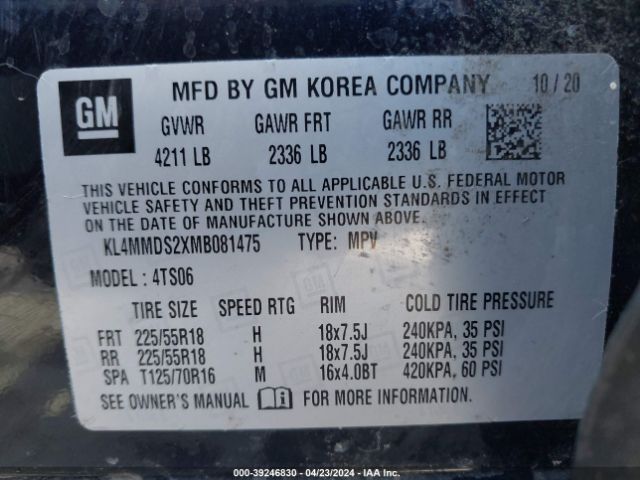 GM
MFD BY GM KOREA COMPANY 10/20
GVWR GAWR FRT GAWR RR
4211 LB 2336 LB 2336 LB
THIS VEHICLE CONFORMS TO ALL APPLICABLE U.S. FEDERAL MOTOR
VEHICLE SAFETY AND THEFT PREVENTION STANDARDS IN EFFECT ON
THE DATE OF MANUFACTURE SHOWN ABOVE.
KL4MMDS2XMB081475 TYPE: MPV
MODEL: 4TS06
TIRE SIZE SPEED RTG RIM COLD TIRE PRESSURE
FRT 225/55R18 H 18x7.5J 240KPA, 35 PSI
RR 225/55R18 H 18x7.5J 240KPA, 35 PSI
SPA T125/70R16 M 16x4.0BT 420KPA, 60 PSI
SEE OWNER'S MANUAL FOR MORE INFORMATION.
000-39246830 - 04/23/2024 - IAA Inc.